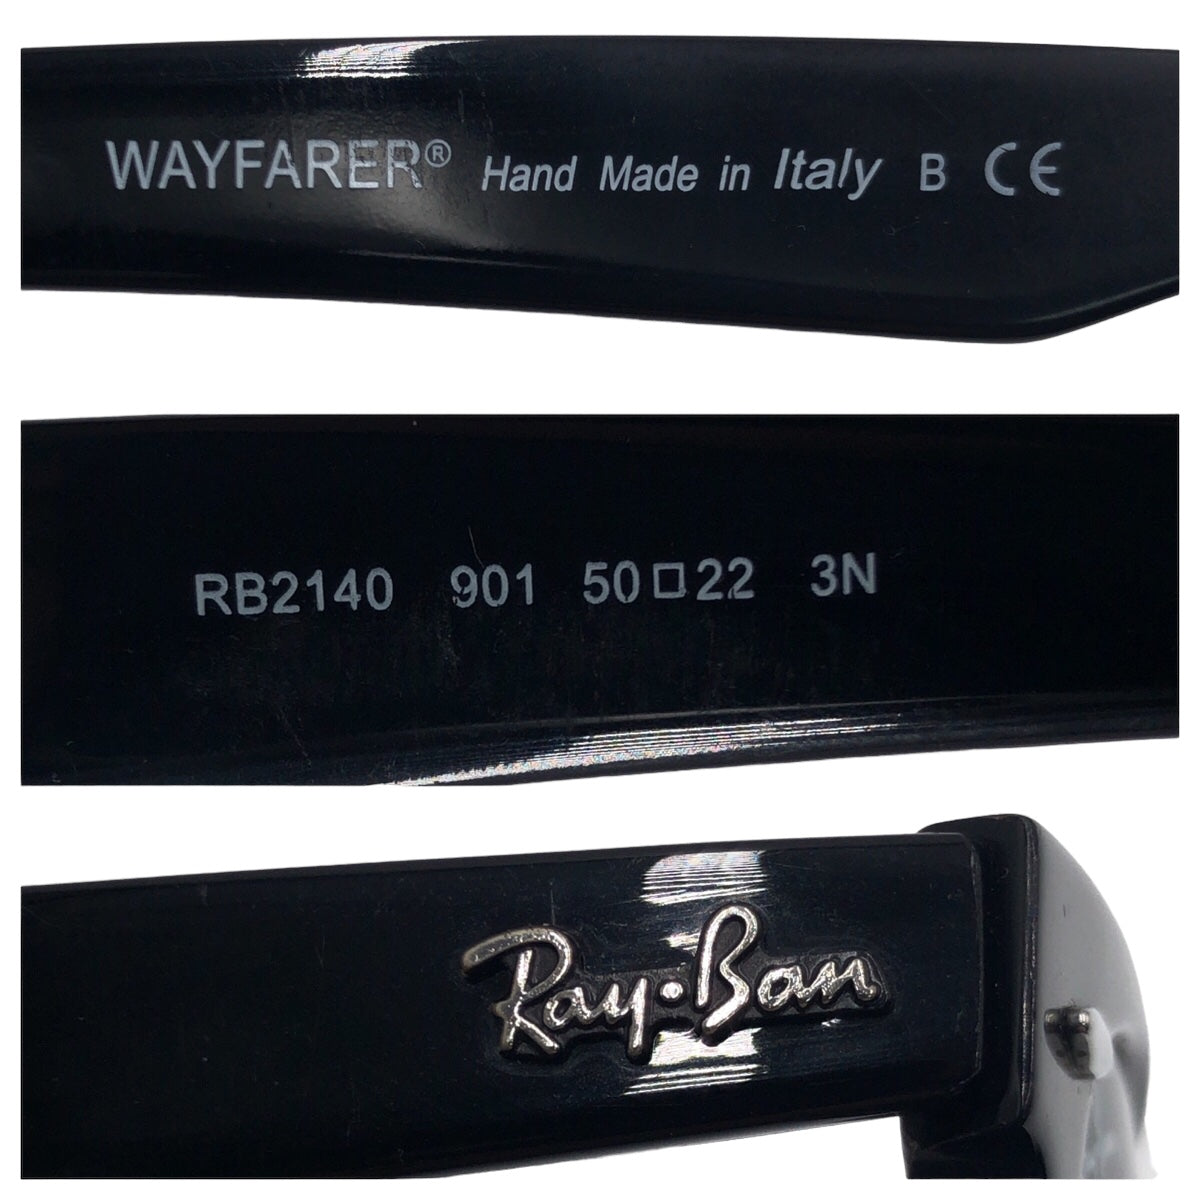 WAYFARER® Hand Made in Italy B CE
RB2140 901 50□22 3N
Ray·Ban